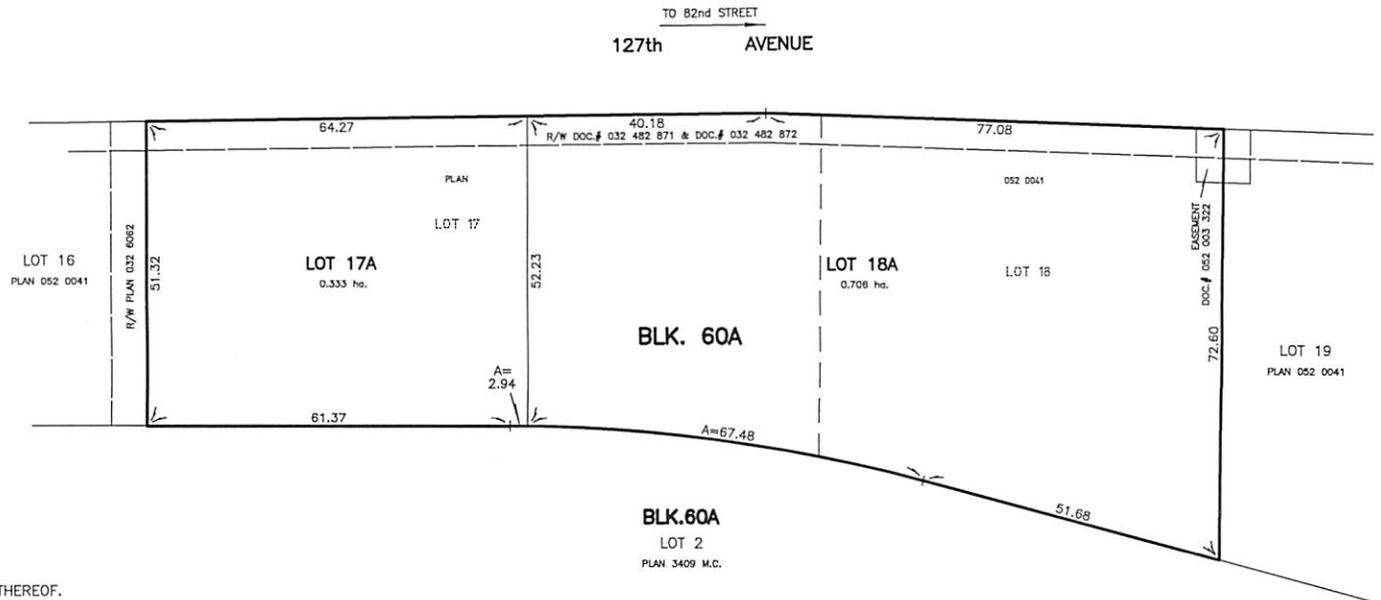 TO 82nd STREET
127th AVENUE
64.27
40.18
77.08
R/W DOC.# 032 482 871 & DOC.# 032 482 872
PLAN
052 0041
LOT 17
LOT 16
PLAN 052 0041
R/W PLAN 032 6062
51.32
LOT 17A
0.333 ha.
52.23
LOT 18A
0.706 ha.
LOT 18
EASEMENT
DOC.# 052 003 322
BLK. 60A
72.60
LOT 19
PLAN 052 0041
A=
2.94
61.37
A=67.48
51.68
BLK.60A
LOT 2
PLAN 3409 M.C.
THEREOF.